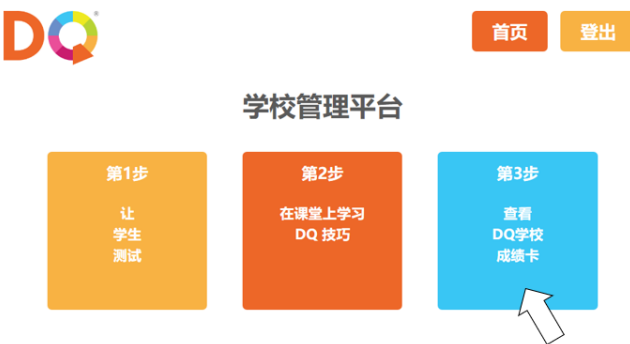 DQ
首页
登出
学校管理平台
第1步
让
学生
测试
第2步
在课堂上学习
DQ 技巧
第3步
查看
DQ学校
成绩卡